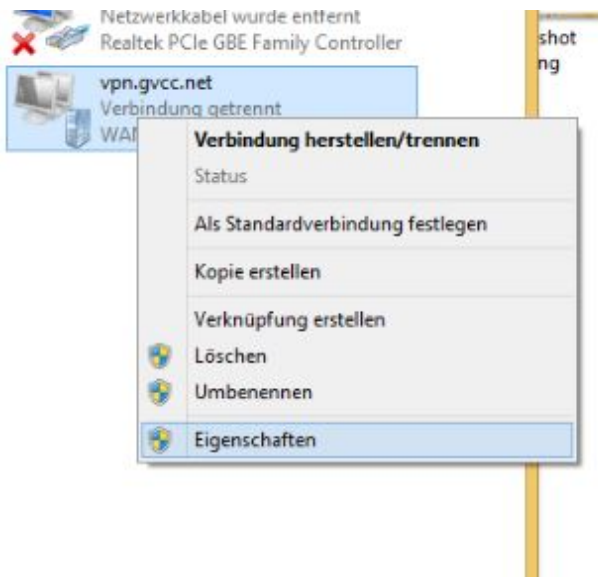 Netzwerkkabel wurde entfernt
Realtek PCIe GBE Family Controller
vpn.gvcc.net
Verbindung getrennt
Verbindung herstellen/trennen
Status
Als Standardverbindung festlegen
Kopie erstellen
Verknüpfung erstellen
Löschen
Umbenennen
Eigenschaften
shot
ng